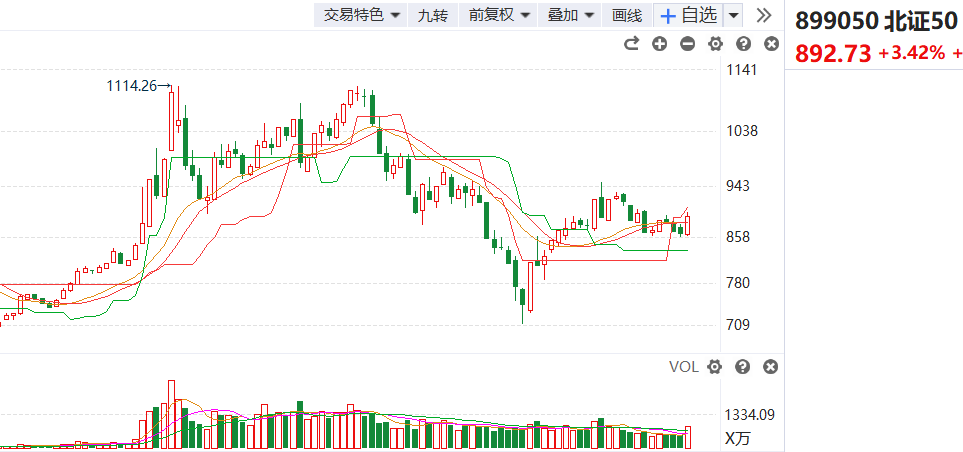 交易特色 九转 前复权 叠加 画线 +自选
899050 北证50
892.73 +3.42% +
1141
1114.26→
1038
943
858
780
709
VOL
1334.09
X万